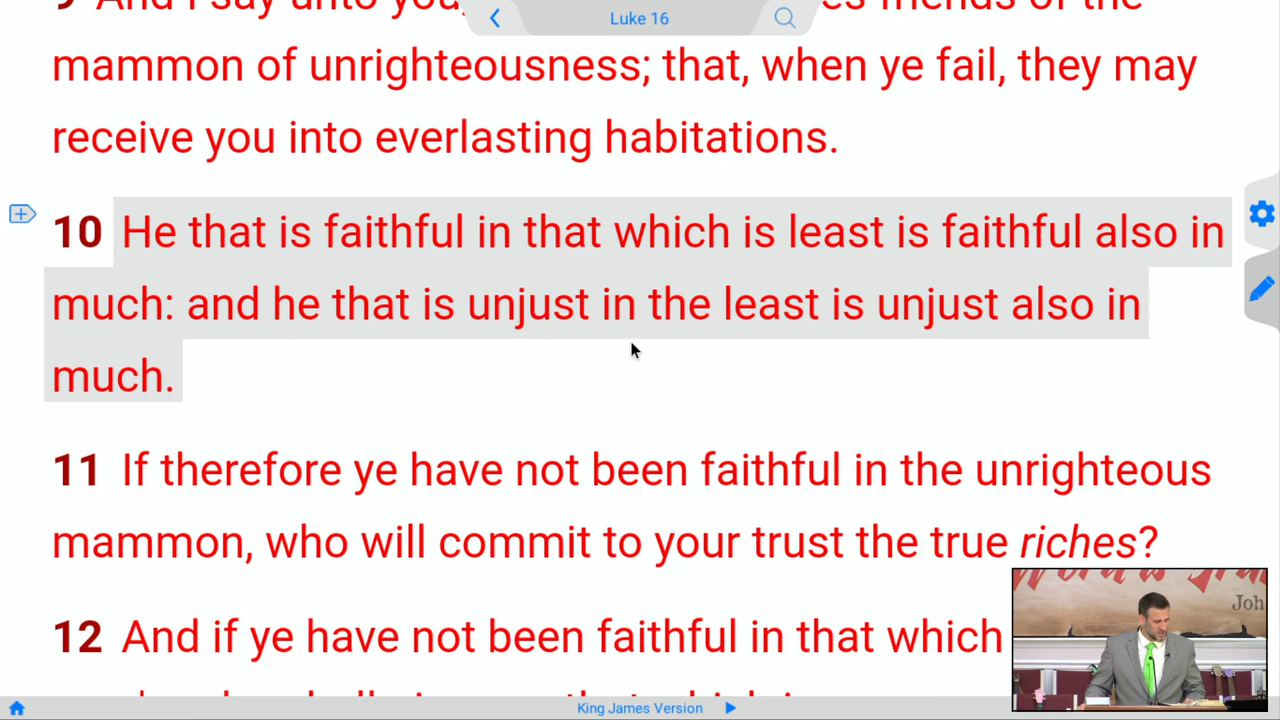 Luke 16
mammon of unrighteousness; that, when ye fail, they may
receive you into everlasting habitations.
10 He that is faithful in that which is least is faithful also in
much: and he that is unjust in the least is unjust also in
much.
11 If therefore ye have not been faithful in the unrighteous
mammon, who will commit to your trust the true riches?
12 And if ye have not been faithful in that which
King James Version
Word is
Joh